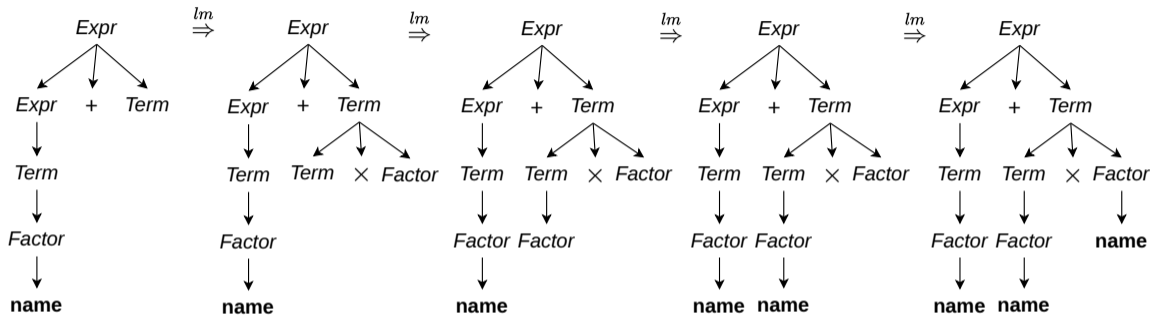 Expr lm ⇒ Expr lm ⇒ Expr lm ⇒ Expr lm ⇒ Expr
Expr + Term Expr + Term Expr + Term Expr + Term Expr + Term
Term Term Term × Factor Term Term × Factor Term Term × Factor Term Term × Factor
Factor Factor Factor Factor Factor Factor Factor Factor name
name name name name name name name